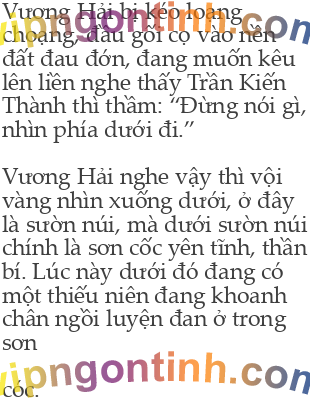 Vương Hải bị kéo loạng
choạng, đầu gối cọ vào nền
đất đau đớn, đang muốn kêu
lên liền nghe thấy Trần Kiến
Thành thì thầm: “Đừng nói gì,
nhìn phía dưới đi.”
Vương Hải nghe vậy thì vội
vàng nhìn xuống dưới, ở đây
là sườn núi, mà dưới sườn núi
chính là sơn cốc yên tĩnh, thần
bí. Lúc này dưới đó đang có
một thiếu niên đang khoanh
chân ngồi luyện đan ở trong
sơn
vipngontinh.com
cóc.